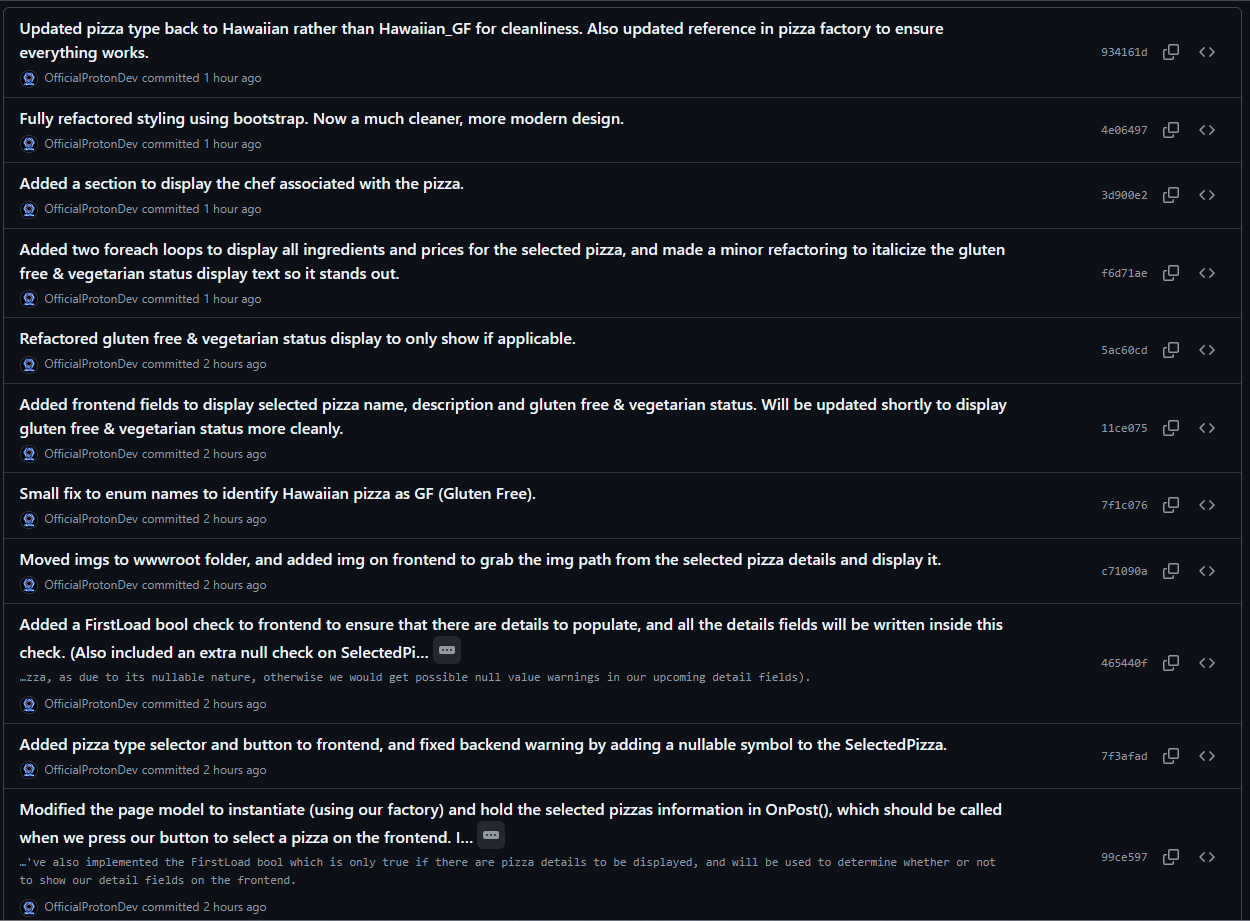 Updated pizza type back to Hawaiian rather than Hawaiian_GF for cleanliness. Also updated reference in pizza factory to ensure
everything works.
934161d
OfficialProtonDev committed 1 hour ago
Fully refactored styling using bootstrap. Now a much cleaner, more modern design.
4e06497
OfficialProtonDev committed 1 hour ago
Added a section to display the chef associated with the pizza.
3d900e2
OfficialProtonDev committed 1 hour ago
Added two foreach loops to display all ingredients and prices for the selected pizza, and made a minor refactoring to italicize the gluten
free & vegetarian status display text so it stands out.
f6d71ae
OfficialProtonDev committed 1 hour ago
Refactored gluten free & vegetarian status display to only show if applicable.
5ac60cd
OfficialProtonDev committed 2 hours ago
Added frontend fields to display selected pizza name, description and gluten free & vegetarian status. Will be updated shortly to display
gluten free & vegetarian status more cleanly.
11ce075
OfficialProtonDev committed 2 hours ago
Small fix to enum names to identify Hawaiian pizza as GF (Gluten Free).
7f1c076
OfficialProtonDev committed 2 hours ago
Moved imgs to wwwroot folder, and added img on frontend to grab the img path from the selected pizza details and display it.
c71090a
OfficialProtonDev committed 2 hours ago
Added a FirstLoad bool check to frontend to ensure that there are details to populate, and all the details fields will be written inside this
check. (Also included an extra null check on SelectedPi...
465440f
…zza, as due to its nullable nature, otherwise we would get possible null value warnings in our upcoming detail fields).
OfficialProtonDev committed 2 hours ago
Added pizza type selector and button to frontend, and fixed backend warning by adding a nullable symbol to the SelectedPizza.
7f3afad
OfficialProtonDev committed 2 hours ago
Modified the page model to instantiate (using our factory) and hold the selected pizzas information in OnPost(), which should be called
when we press our button to select a pizza on the frontend. I...
99ce597
…'ve also implemented the FirstLoad bool which is only true if there are pizza details to be displayed, and will be used to determine whether or not
to show our detail fields on the frontend.
OfficialProtonDev committed 2 hours ago